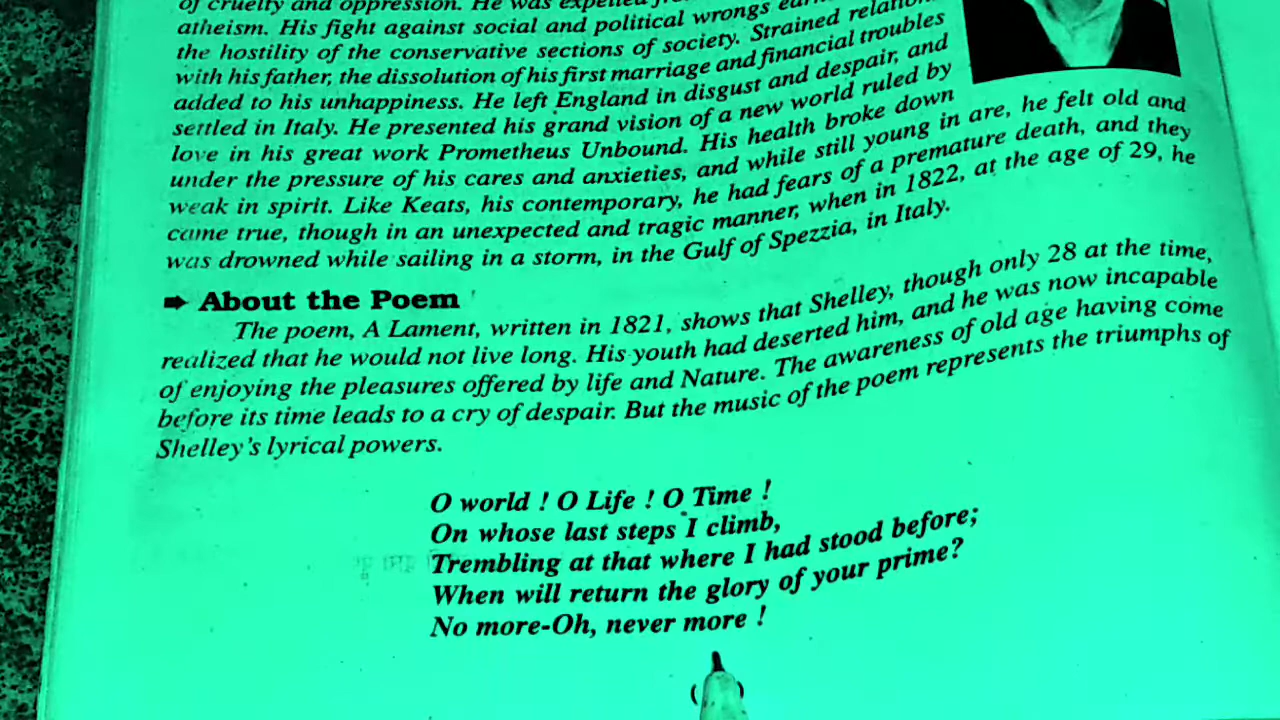 of cruelty and oppression. He was expelled
atheism. His fight against social and political wrongs
the hostility of the conservative sections of society. Strained
with his father, the dissolution of his first marriage and financial troubles
added to his unhappiness. He left England in disgust and despair, and
settled in Italy. He presented his grand vision of a new world ruled by
love in his great work Prometheus Unbound. His health broke down
under the pressure of his cares and anxieties, and while still young in are, he felt old and
weak in spirit. Like Keats, his contemporary, he had fears of a premature death, and they
came true, though in an unexpected and tragic manner, when in 1822, at the age of 29, he
was drowned while sailing in a storm, in the Gulf of Spezzia, in Italy.
➡ About the Poem
The poem, A Lament, written in 1821, shows that Shelley, though only 28 at the time,
realized that he would not live long. His youth had deserted him, and he was now incapable
of enjoying the pleasures offered by life and Nature. The awareness of old age having come
before its time leads to a cry of despair. But the music of the poem represents the triumphs of
Shelley's lyrical powers.
O world ! O Life ! O Time !
On whose last steps I climb,
Trembling at that where I had stood before;
When will return the glory of your prime?
No more-Oh, never more !